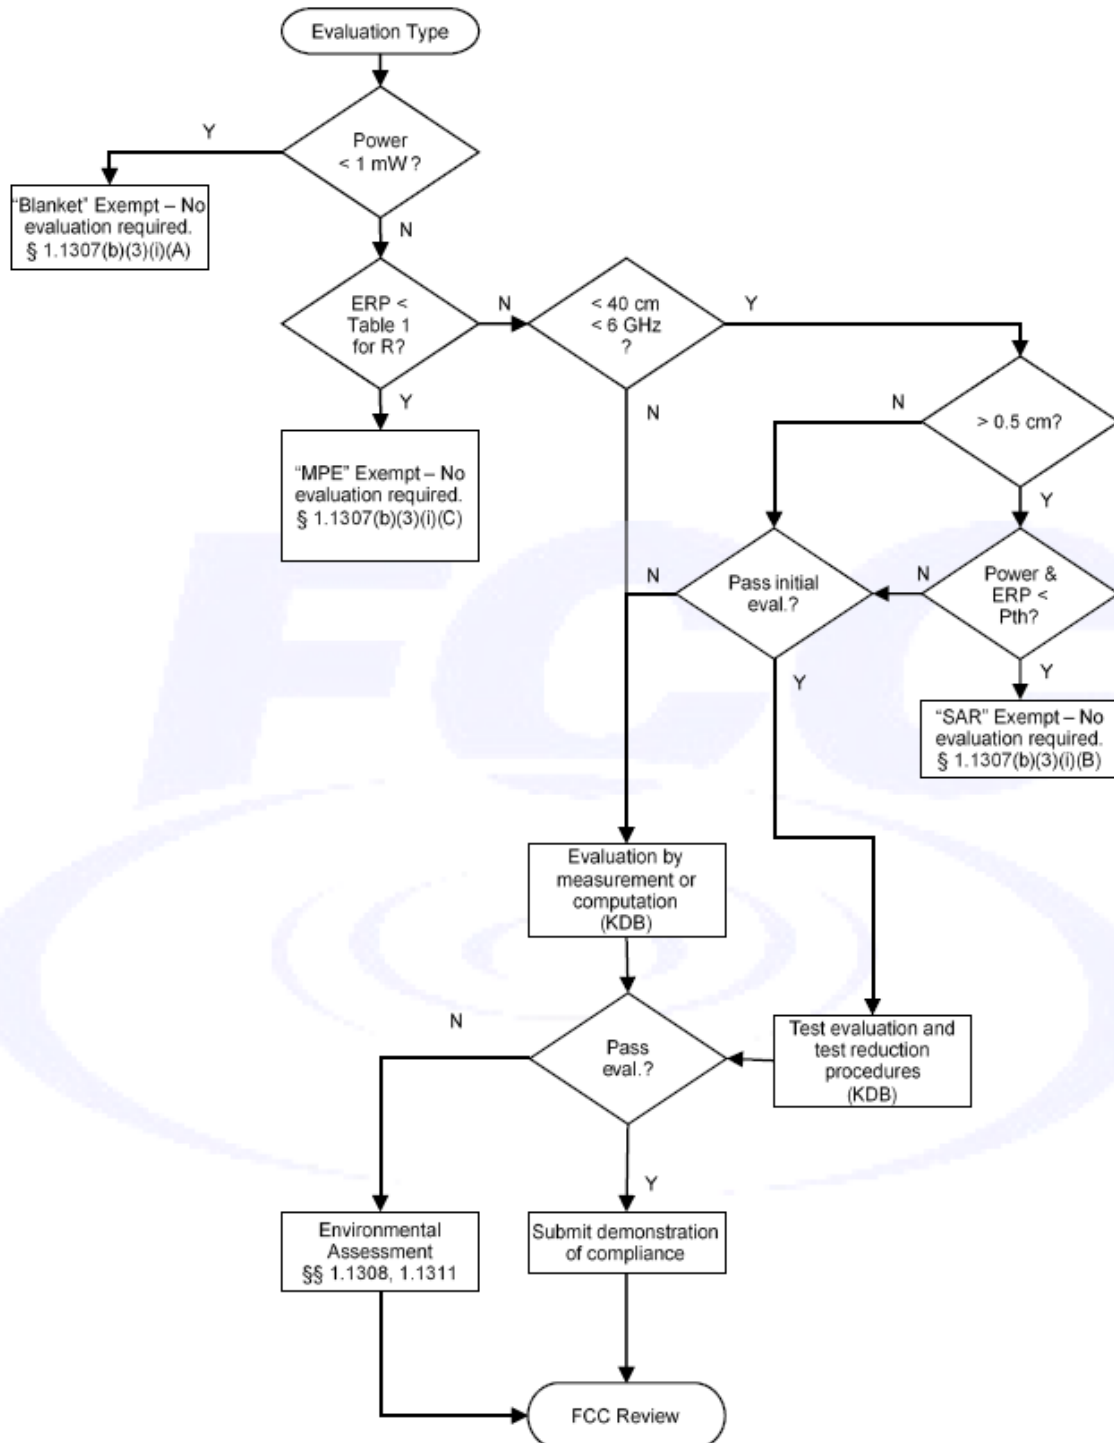 Evaluation Type
Power
< 1 mW?
Y
"Blanket" Exempt – No
evaluation required.
§ 1.1307(b)(3)(i)(A)
N
ERP <
Table 1
for R?
N
< 40 cm
< 6 GHz
?
Y
Y
"MPE" Exempt – No
evaluation required.
§ 1.1307(b)(3)(i)(C)
N
> 0.5 cm?
N
Y
Pass initial
eval.?
N
Power &
ERP <
Pth?
N
Y
"SAR" Exempt – No
evaluation required.
§ 1.1307(b)(3)(i)(B)
Y
Evaluation by
measurement or
computation
(KDB)
Test evaluation and
test reduction
procedures
(KDB)
Pass
eval.?
N
Y
Environmental
Assessment
§§ 1.1308, 1.1311
Submit demonstration
of compliance
FCC Review
FCC